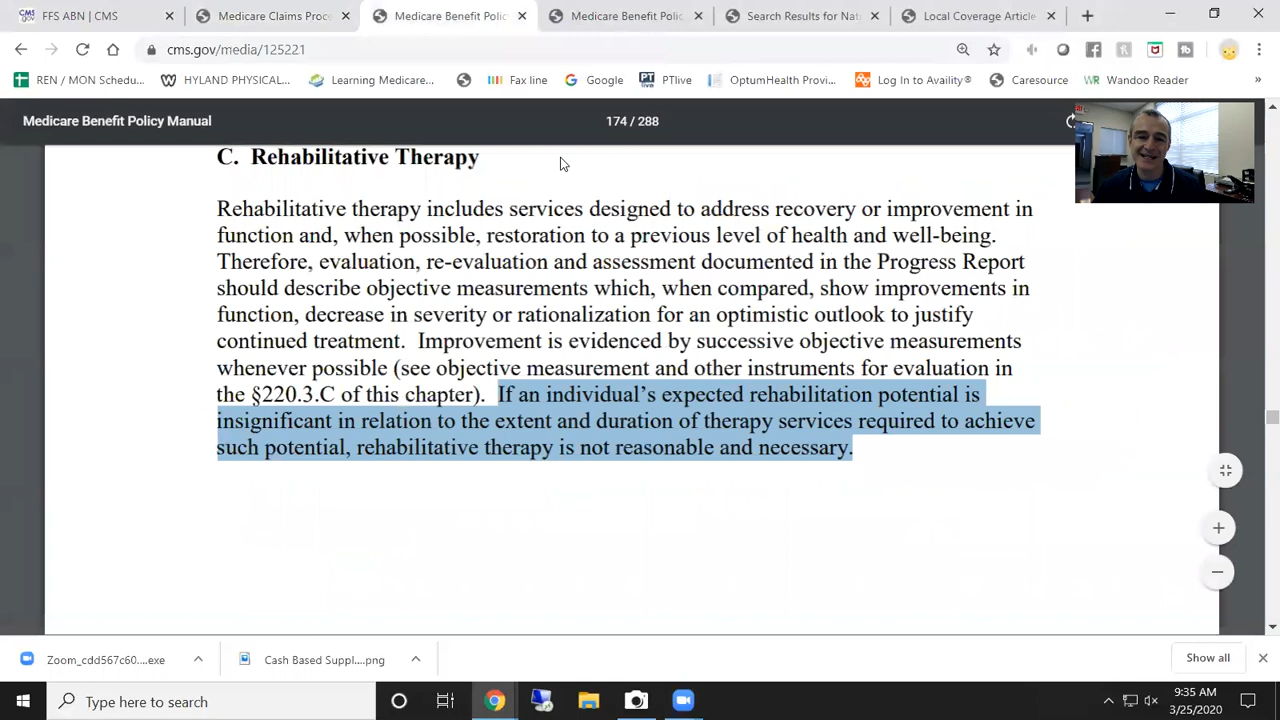 FFS ABN | CMS
Medicare Claims Proce
Medicare Benefit Polic
Medicare Benefit Polic
Search Results for Nat
Local Coverage Article
cms.gov/media/125221
REN / MON Schedu...
HYLAND PHYSICAL...
Learning Medicare...
Fax line
Google
PTlive
OptumHealth Provi...
Log In to Availity®
Caresource
Wandoo Reader
»
Medicare Benefit Policy Manual
174 / 288
C. Rehabilitative Therapy
Rehabilitative therapy includes services designed to address recovery or improvement in
function and, when possible, restoration to a previous level of health and well-being.
Therefore, evaluation, re-evaluation and assessment documented in the Progress Report
should describe objective measurements which, when compared, show improvements in
function, decrease in severity or rationalization for an optimistic outlook to justify
continued treatment. Improvement is evidenced by successive objective measurements
whenever possible (see objective measurement and other instruments for evaluation in
the §220.3.C of this chapter). If an individual's expected rehabilitation potential is
insignificant in relation to the extent and duration of therapy services required to achieve
such potential, rehabilitative therapy is not reasonable and necessary.
Zoom_cdd567c60....exe
Cash Based Suppl....png
Show all
Type here to search
9:35 AM
3/25/2020